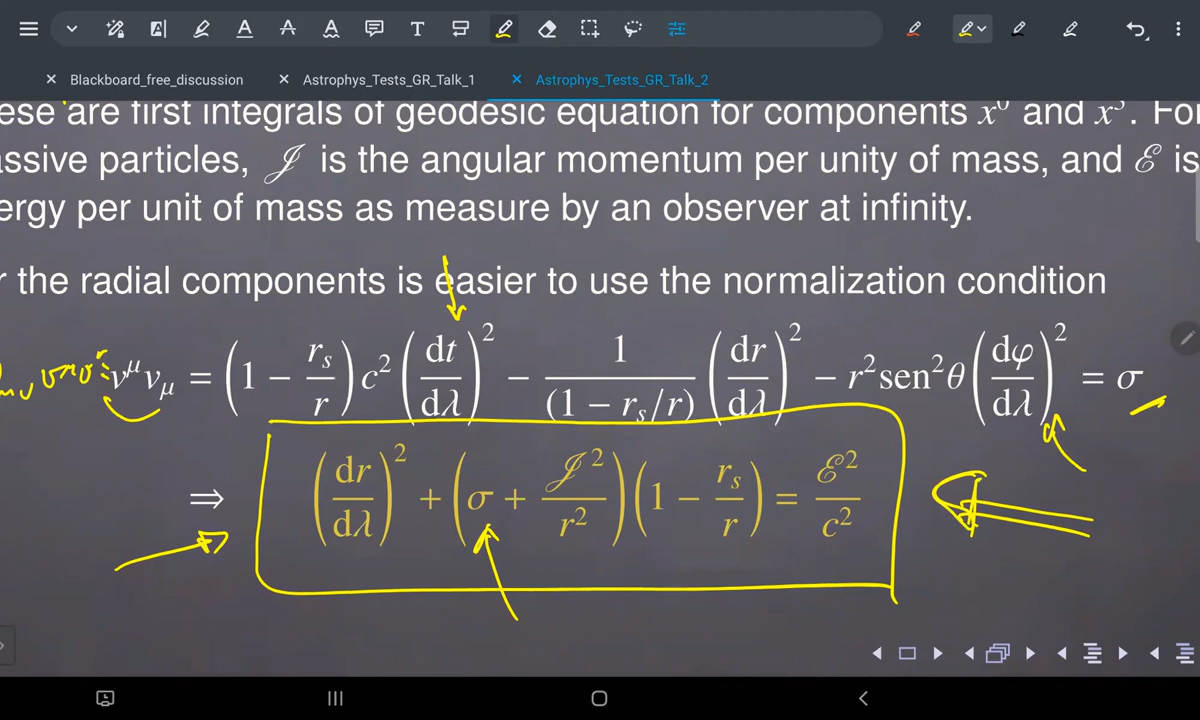 Blackboard_free_discussion Astrophys_Tests_GR_Talk_1 Astrophys_Tests_GR_Talk_2
ese are first integrals of geodesic equation for components x⁰ and x³. For
assive particles, 𝒥 is the angular momentum per unity of mass, and ℰ is
ergy per unit of mass as measure by an observer at infinity.
r the radial components is easier to use the normalization condition
v^μ v_μ = (1 − r_s/r) c² (dt/dλ)² − 1/(1 − r_s/r) (dr/dλ)² − r² sen²θ (dφ/dλ)² = σ
⇒ (dr/dλ)² + (σ + 𝒥²/r²)(1 − r_s/r) = ℰ²/c²